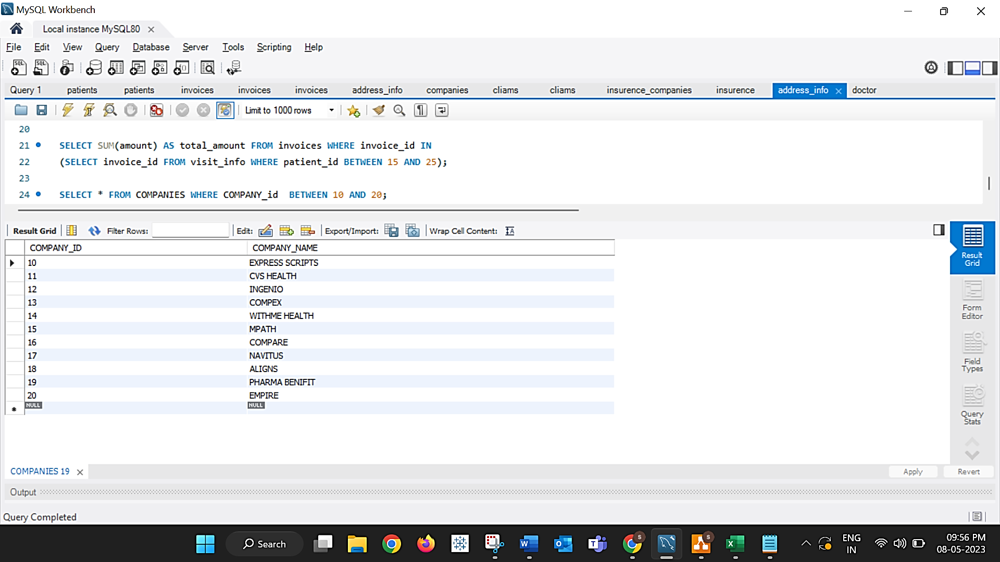 MySQL Workbench
Local instance MySQL80
File Edit View Query Database Server Tools Scripting Help
Query 1 patients patients invoices invoices invoices address_info companies cliams cliams insurence_companies insurence address_info doctor
Limit to 1000 rows
20
21 SELECT SUM(amount) AS total_amount FROM invoices WHERE invoice_id IN
22 (SELECT invoice_id FROM visit_info WHERE patient_id BETWEEN 15 AND 25);
23
24 SELECT * FROM COMPANIES WHERE COMPANY_id  BETWEEN 10 AND 20;
Result Grid Filter Rows: Edit: Export/Import: Wrap Cell Content:
COMPANY_ID COMPANY_NAME
10 EXPRESS SCRIPTS
11 CVS HEALTH
12 INGENIO
13 COMPEX
14 WITHME HEALTH
15 MPATH
16 COMPARE
17 NAVITUS
18 ALIGNS
19 PHARMA BENIFIT
20 EMPIRE
NULL NULL
Result
Grid
Form
Editor
Field
Types
Query
Stats
COMPANIES 19
Apply Revert
Output
Query Completed
Search
ENG
IN
09:56 PM
08-05-2023